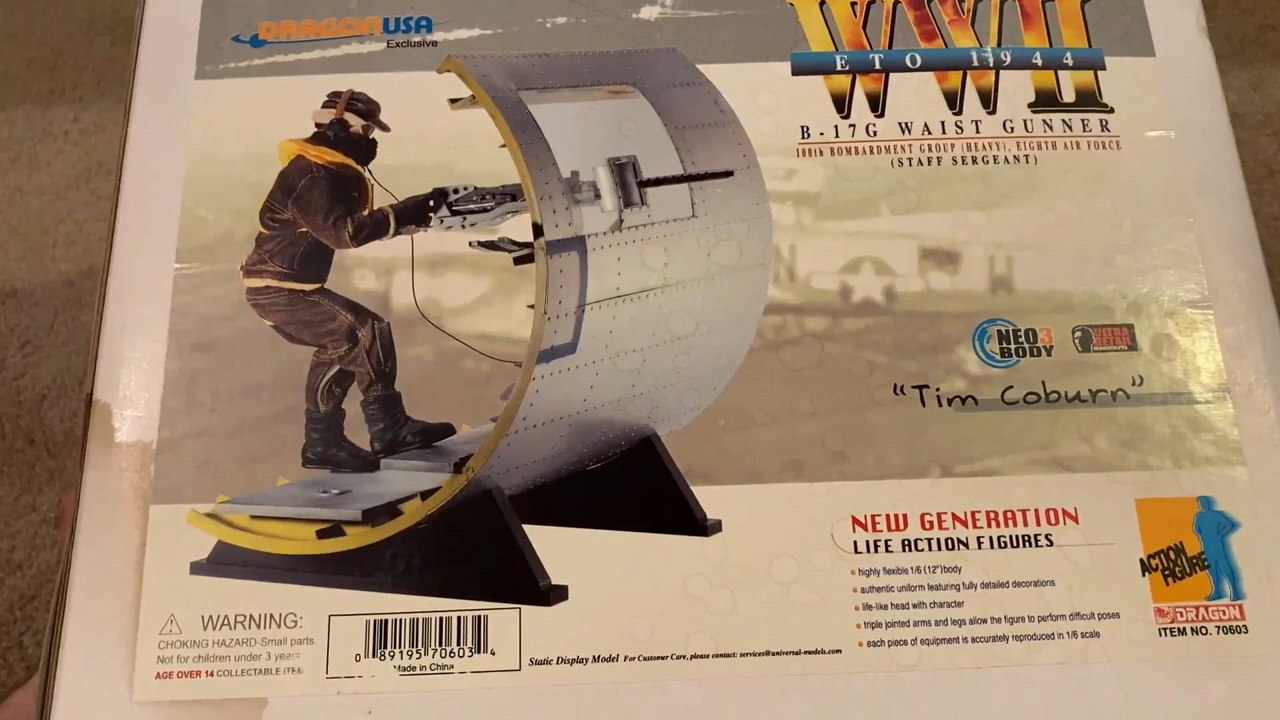 DRAGONUSA
Exclusive
WWII
ETO 1944
B-17G WAIST GUNNER
100th BOMBARDMENT GROUP (HEAVY), EIGHTH AIR FORCE
(STAFF SERGEANT)
NEO3
BODY
ULTRA
DETAIL
"Tim Coburn"
NEW GENERATION
LIFE ACTION FIGURES
highly flexible 1/6 (12")body
authentic uniform featuring fully detailed decorations
life-like head with character
triple jointed arms and legs allow the figure to perform difficult poses
each piece of equipment is accurately reproduced in 1/6 scale
ACTION
FIGURE
DRAGON
ITEM NO. 70603
WARNING:
CHOKING HAZARD-Small parts.
Not for children under 3 years
AGE OVER 14 COLLECTABLE ITEM
0 89195 70603 4
Made in China
Static Display Model For Customer Care, please contact: services@universal-models.com